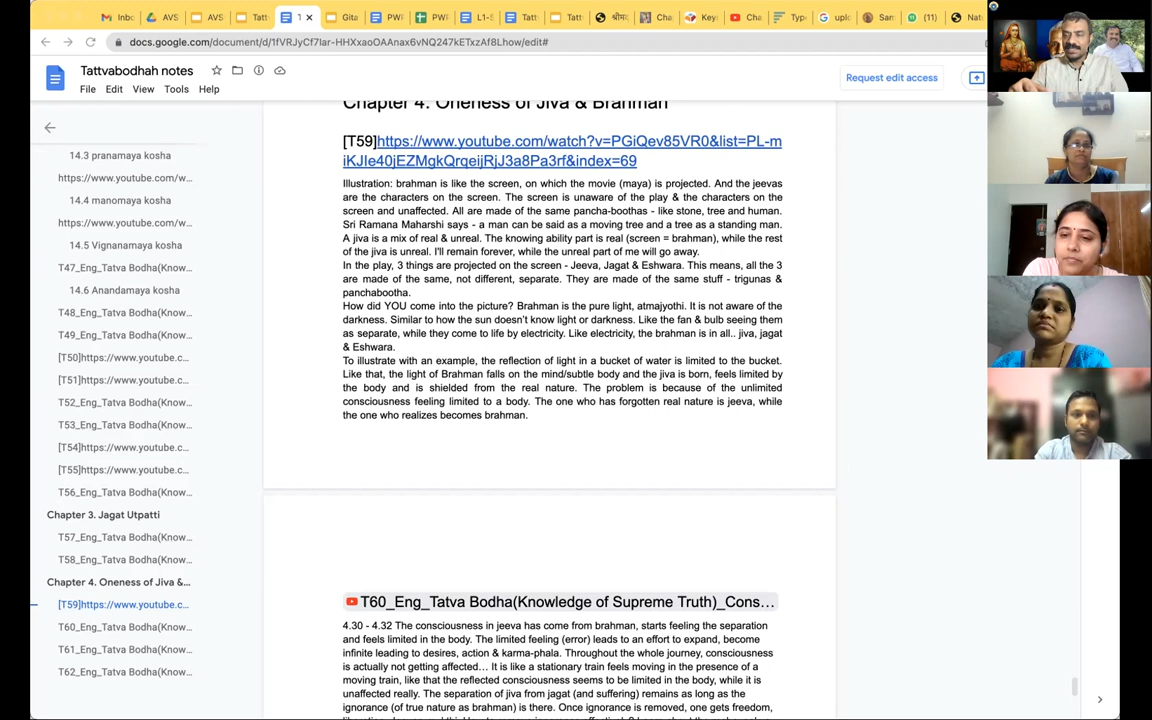 Inbc
AVS
AVS
Tatt
T
Gita
PWI
PW
L1-S
Tatt
Tatt
श्रीमद
Cha
Key
Cha
Typ
uplo
San
(11)
Nat
docs.google.com/document/d/1fVRJyCf7Iar-HHXxaoOAAnax6vNQ247kETxzAf8Lhow/edit#
Tattvabodhah notes
File Edit View Tools Help
Request edit access
14.3 pranamaya kosha
https://www.youtube.com/w...
14.4 manomaya kosha
https://www.youtube.com/w...
14.5 Vignanamaya kosha
T47_Eng_Tatva Bodha(Know...
14.6 Anandamaya kosha
T48_Eng_Tatva Bodha(Know...
T49_Eng_Tatva Bodha(Know...
[T50]https://www.youtube.c...
[T51]https://www.youtube.c...
T52_Eng_Tatva Bodha(Know...
T53_Eng_Tatva Bodha(Know...
[T54]https://www.youtube.c...
[T55]https://www.youtube.c...
T56_Eng_Tatva Bodha(Know...
Chapter 3. Jagat Utpatti
T57_Eng_Tatva Bodha(Know...
T58_Eng_Tatva Bodha(Know...
Chapter 4. Oneness of Jiva &...
[T59]https://www.youtube.c...
T60_Eng_Tatva Bodha(Know...
T61_Eng_Tatva Bodha(Know...
T62_Eng_Tatva Bodha(Know...
Chapter 4. Oneness of Jiva & Brahman
[T59]https://www.youtube.com/watch?v=PGiQev85VR0&list=PL-m
iKJIe40jEZMgkQrqeijRjJ3a8Pa3rf&index=69
Illustration: brahman is like the screen, on which the movie (maya) is projected. And the jeevas
are the characters on the screen. The screen is unaware of the play & the characters on the
screen and unaffected. All are made of the same pancha-boothas - like stone, tree and human.
Sri Ramana Maharshi says - a man can be said as a moving tree and a tree as a standing man.
A jiva is a mix of real & unreal. The knowing ability part is real (screen = brahman), while the rest
of the jiva is unreal. I'll remain forever, while the unreal part of me will go away.
In the play, 3 things are projected on the screen - Jeeva, Jagat & Eshwara. This means, all the 3
are made of the same, not different, separate. They are made of the same stuff - trigunas &
panchabootha.
How did YOU come into the picture? Brahman is the pure light, atmajyothi. It is not aware of the
darkness. Similar to how the sun doesn't know light or darkness. Like the fan & bulb seeing them
as separate, while they come to life by electricity. Like electricity, the brahman is in all.. jiva, jagat
& Eshwara.
To illustrate with an example, the reflection of light in a bucket of water is limited to the bucket.
Like that, the light of Brahman falls on the mind/subtle body and the jiva is born, feels limited by
the body and is shielded from the real nature. The problem is because of the unlimited
consciousness feeling limited to a body. The one who has forgotten real nature is jeeva, while
the one who realizes becomes brahman.
T60_Eng_Tatva Bodha(Knowledge of Supreme Truth)_Cons...
4.30 - 4.32 The consciousness in jeeva has come from brahman, starts feeling the separation
and feels limited in the body. The limited feeling (error) leads to an effort to expand, become
infinite leading to desires, action & karma-phala. Throughout the whole journey, consciousness
is actually not getting affected... It is like a stationary train feels moving in the presence of a
moving train, like that the reflected consciousness seems to be limited in the body, while it is
unaffected really. The separation of jiva from jagat (and suffering) remains as long as the
ignorance (of true nature as brahman) is there. Once ignorance is removed, one gets freedom,